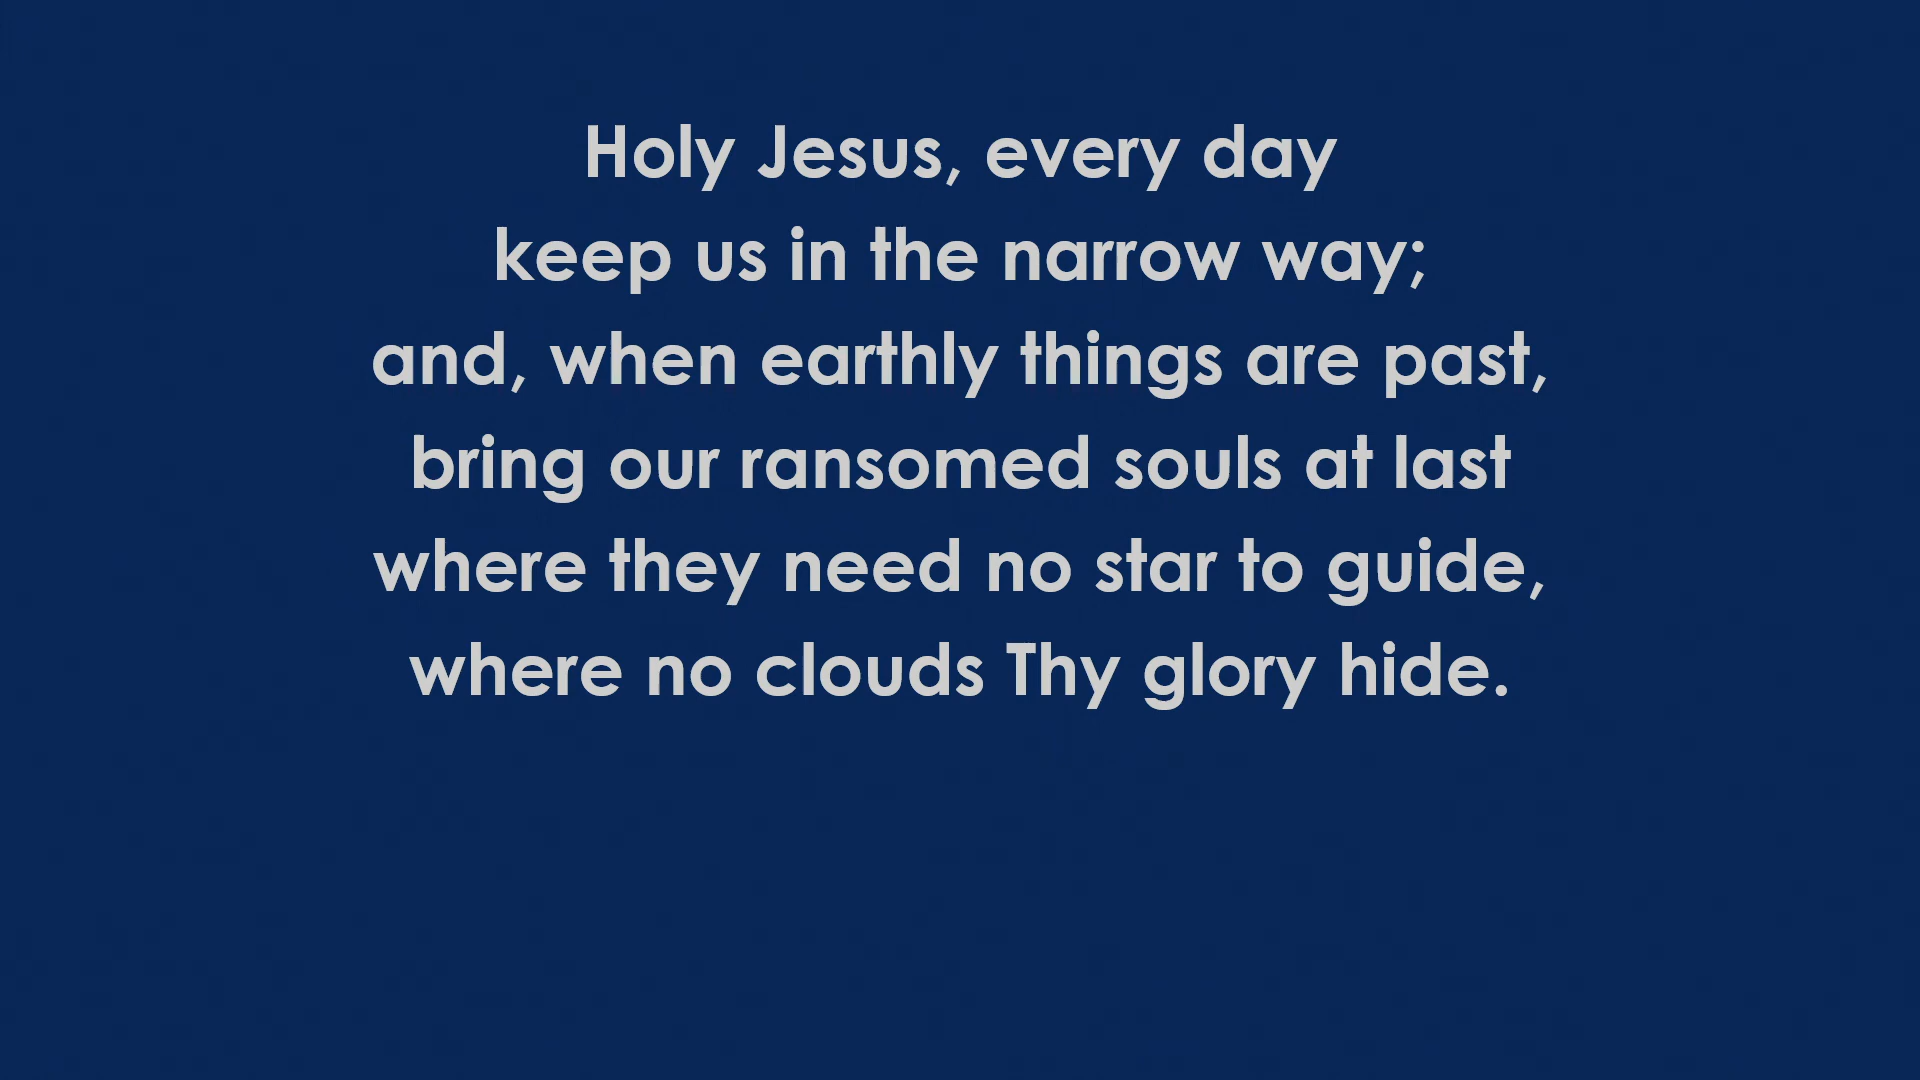 Holy Jesus, every day
keep us in the narrow way;
and, when earthly things are past,
bring our ransomed souls at last
where they need no star to guide,
where no clouds Thy glory hide.